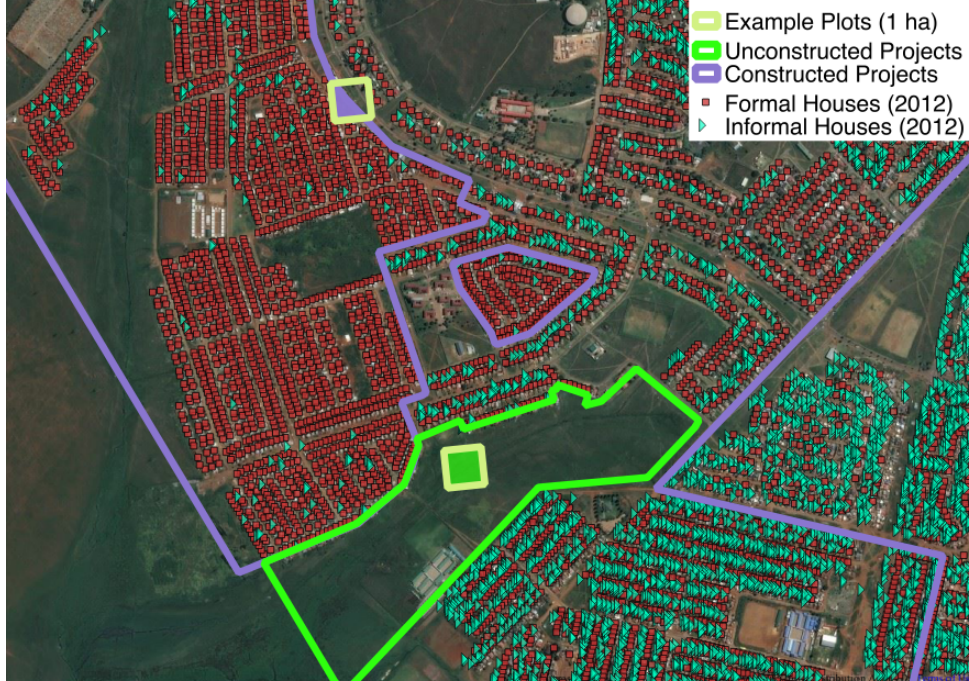 Example Plots (1 ha)
Unconstructed Projects
Constructed Projects
Formal Houses (2012)
Informal Houses (2012)